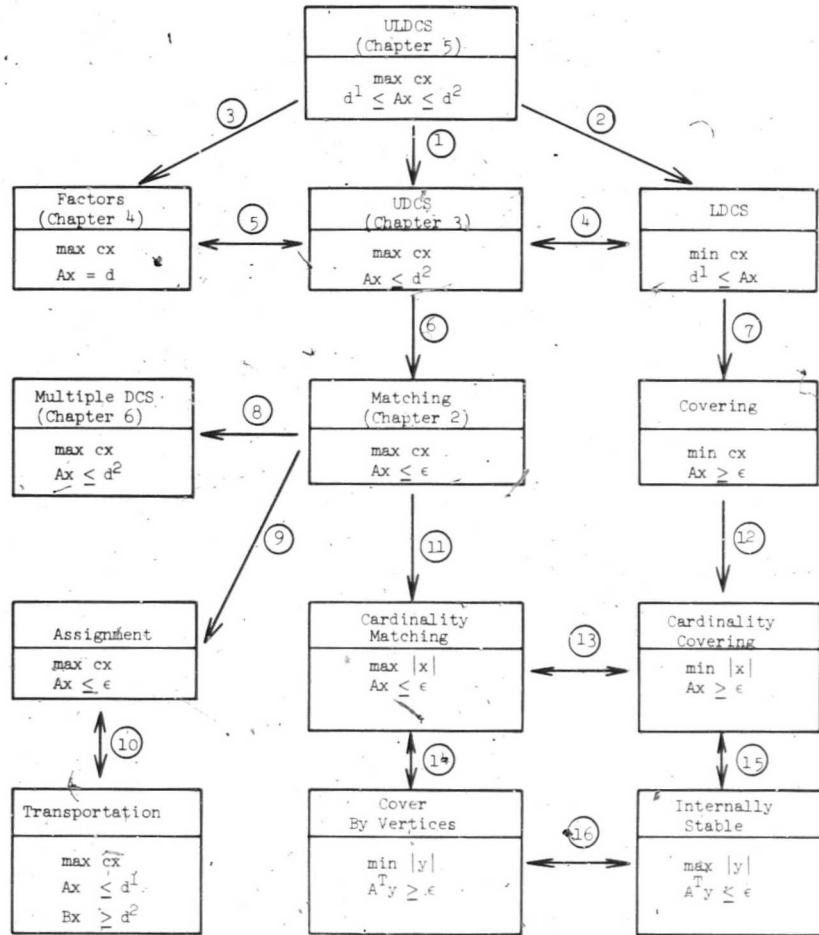 ULDCS
(Chapter 5)
max cx
d¹ ≤ Ax ≤ d²
③
①
②
Factors
(Chapter 4)
max cx
Ax = d
⑤
UDCS
(Chapter 3)
max cx
Ax ≤ d²
④
LDCS
min cx
d¹ ≤ Ax
⑥
⑦
Multiple DCS
(Chapter 6)
max cx
Ax ≤ d²
⑧
Matching
(Chapter 2)
max cx
Ax ≤ ϵ
Covering
min cx
Ax ≥ ϵ
⑨
⑪
⑫
Assignment
max cx
Ax ≤ ϵ
Cardinality
Matching
max |x|
Ax ≤ ϵ
⑬
Cardinality
Covering
min |x|
Ax ≥ ϵ
⑩
⑭
⑮
Transportation
max cx
Ax ≤ d¹
Bx ≥ d²
Cover
By Vertices
min |y|
Aᵀy ≥ ϵ
⑯
Internally
Stable
max |y|
Aᵀy ≤ ϵ